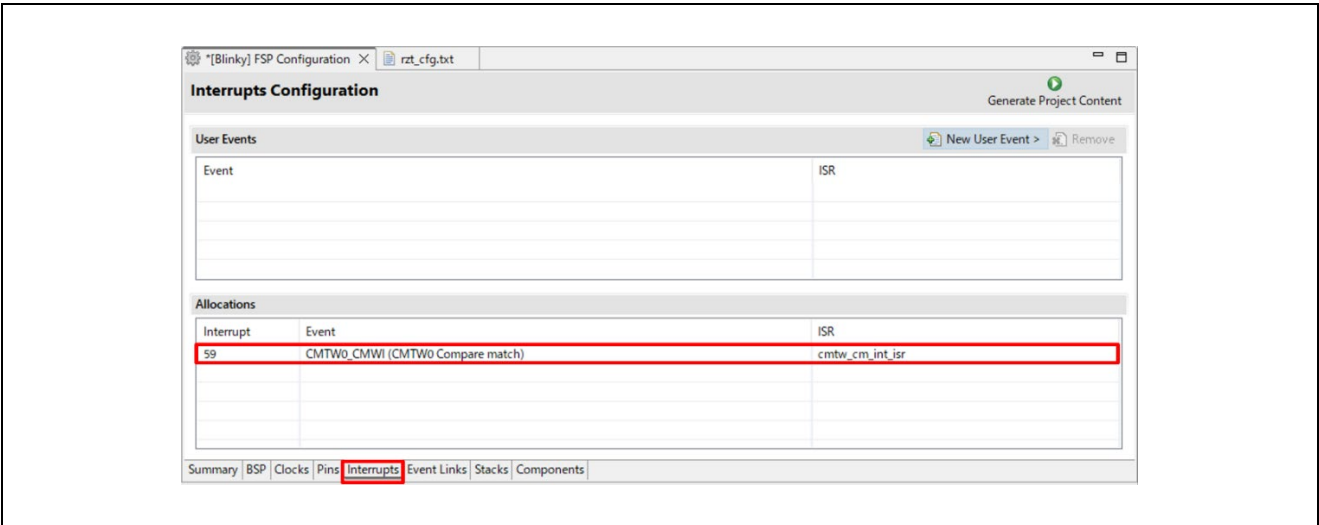 *[Blinky] FSP Configuration rzt_cfg.txt
Interrupts Configuration
Generate Project Content
User Events New User Event > Remove
Event ISR
Allocations
Interrupt Event ISR
59 CMTW0_CMWI (CMTW0 Compare match) cmtw_cm_int_isr
Summary BSP Clocks Pins Interrupts Event Links Stacks Components